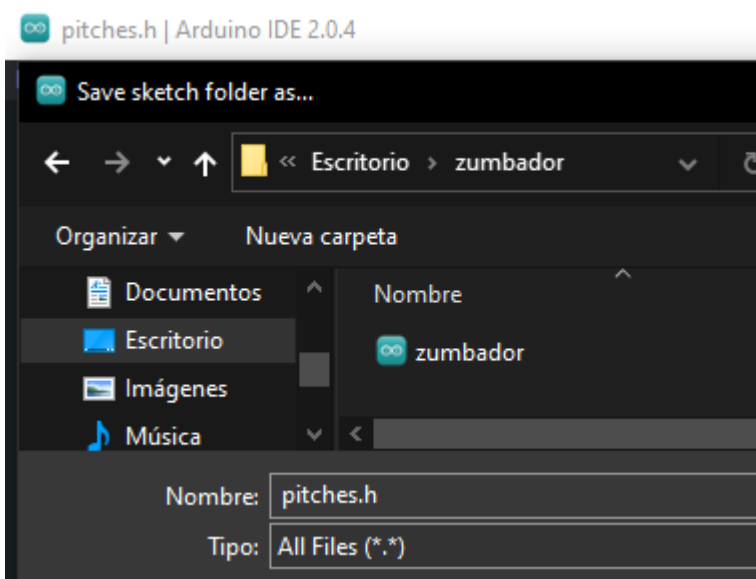 pitches.h | Arduino IDE 2.0.4
Save sketch folder as...
« Escritorio › zumbador
Organizar Nueva carpeta
Documentos
Nombre
Escritorio
zumbador
Imágenes
Música
Nombre: pitches.h
Tipo: All Files (*.*)